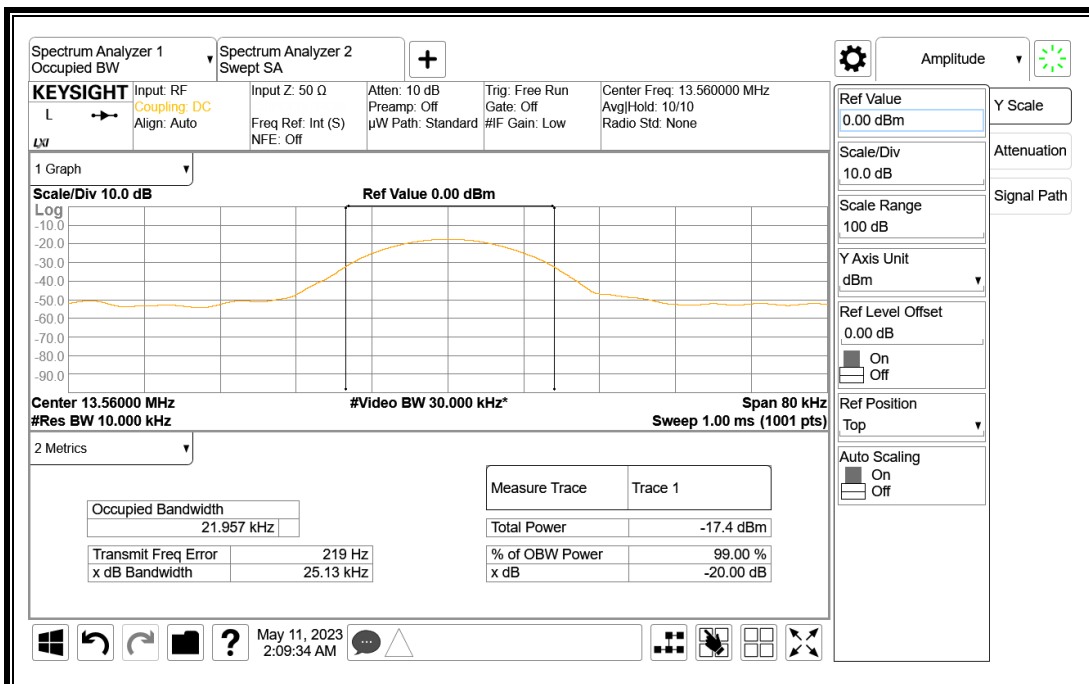 Spectrum Analyzer 1
Occupied BW
Spectrum Analyzer 2
Swept SA
+
Amplitude
KEYSIGHT
L
LXI
Input: RF
Coupling: DC
Align: Auto
Input Z: 50 Ω
Freq Ref: Int (S)
NFE: Off
Atten: 10 dB
Preamp: Off
µW Path: Standard
Trig: Free Run
Gate: Off
#IF Gain: Low
Center Freq: 13.560000 MHz
Avg|Hold: 10/10
Radio Std: None
1 Graph
Scale/Div 10.0 dB
Ref Value 0.00 dBm
Log
-10.0
-20.0
-30.0
-40.0
-50.0
-60.0
-70.0
-80.0
-90.0
Center 13.56000 MHz
#Video BW 30.000 kHz*
Span 80 kHz
#Res BW 10.000 kHz
Sweep 1.00 ms (1001 pts)
2 Metrics
Occupied Bandwidth
21.957 kHz
Transmit Freq Error 219 Hz
x dB Bandwidth 25.13 kHz
Measure Trace Trace 1
Total Power -17.4 dBm
% of OBW Power 99.00 %
x dB -20.00 dB
Ref Value
0.00 dBm
Scale/Div
10.0 dB
Scale Range
100 dB
Y Axis Unit
dBm
Ref Level Offset
0.00 dB
On
Off
Ref Position
Top
Auto Scaling
On
Off
Y Scale
Attenuation
Signal Path
?
May 11, 2023
2:09:34 AM